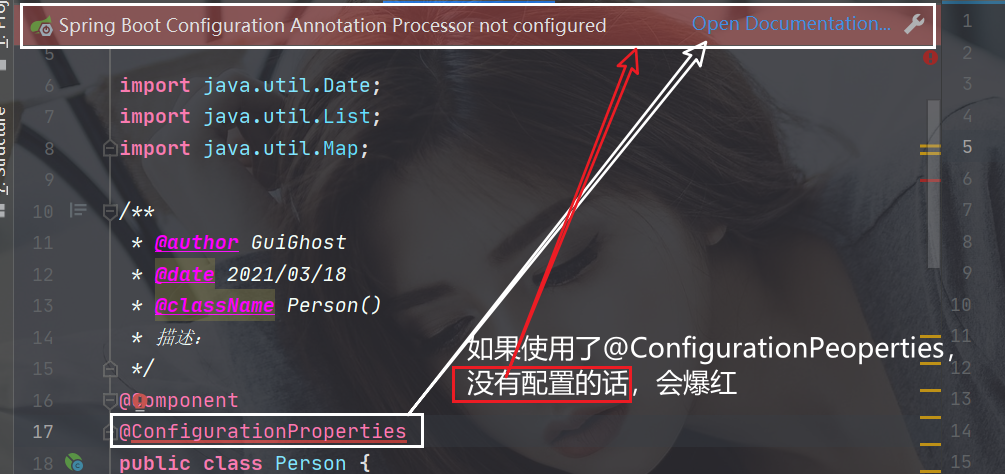 Spring Boot Configuration Annotation Processor not configured Open Documentation...
5
6 import java.util.Date;
7 import java.util.List;
8 import java.util.Map;
9
10 /**
11 * @author GuiGhost
12 * @date 2021/03/18
13 * @className Person()
14 * 描述：
15 */
16 @Component
17 @ConfigurationProperties
18 public class Person {
如果使用了@ConfigurationPeoperties，
没有配置的话，会爆红
7: Structure
1
2
3
4
5
6
7
8
9
10
11
12
13
14
15